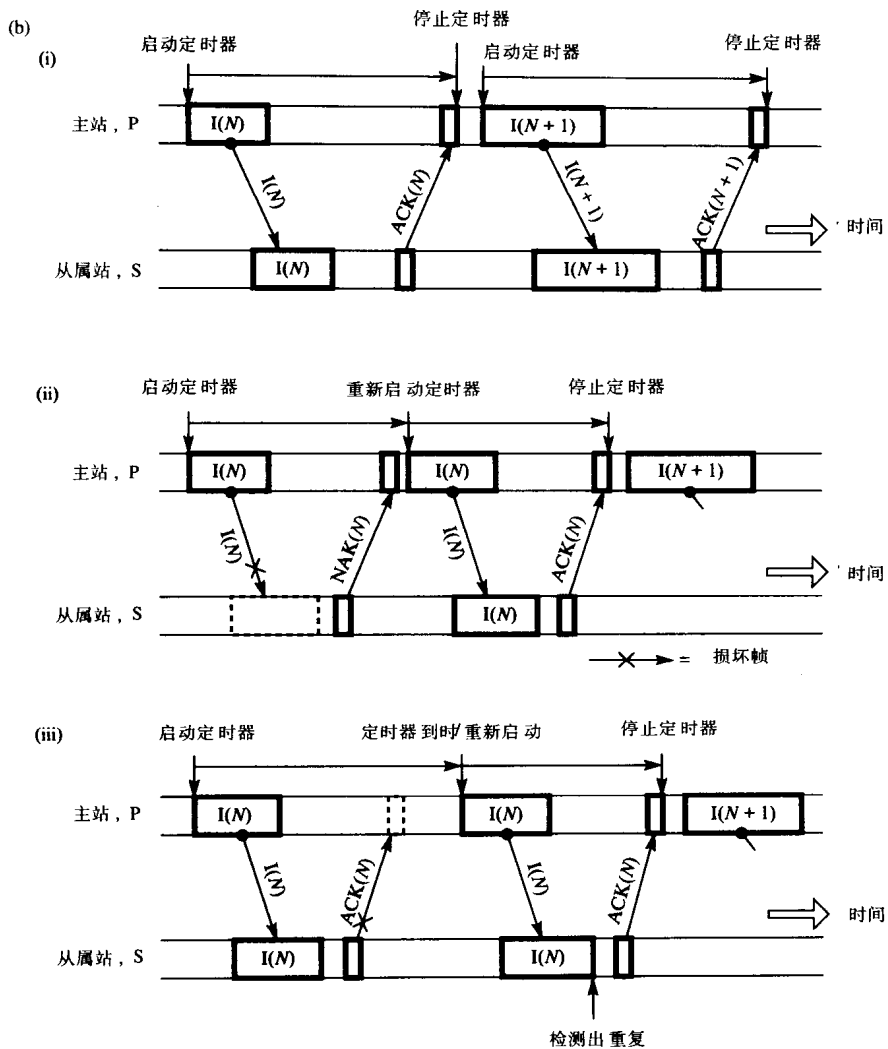 (b)
(i)
启动定时器
停止定时器
启动定时器
停止定时器
主站，P
I(N)
I(N + 1)
I(N)
ACK(N)
I(N + 1)
ACK(N + 1)
时间
从属站，S
I(N)
I(N + 1)
(ii)
启动定时器
重新启动定时器
停止定时器
主站，P
I(N)
I(N)
I(N + 1)
I(N)
NAK(N)
I(N)
ACK(N)
时间
从属站，S
I(N)
= 损坏帧
(iii)
启动定时器
定时器到时/重新启动
停止定时器
主站，P
I(N)
I(N)
I(N + 1)
I(N)
ACK(N)
I(N)
ACK(N)
时间
从属站，S
I(N)
I(N)
检测出重复